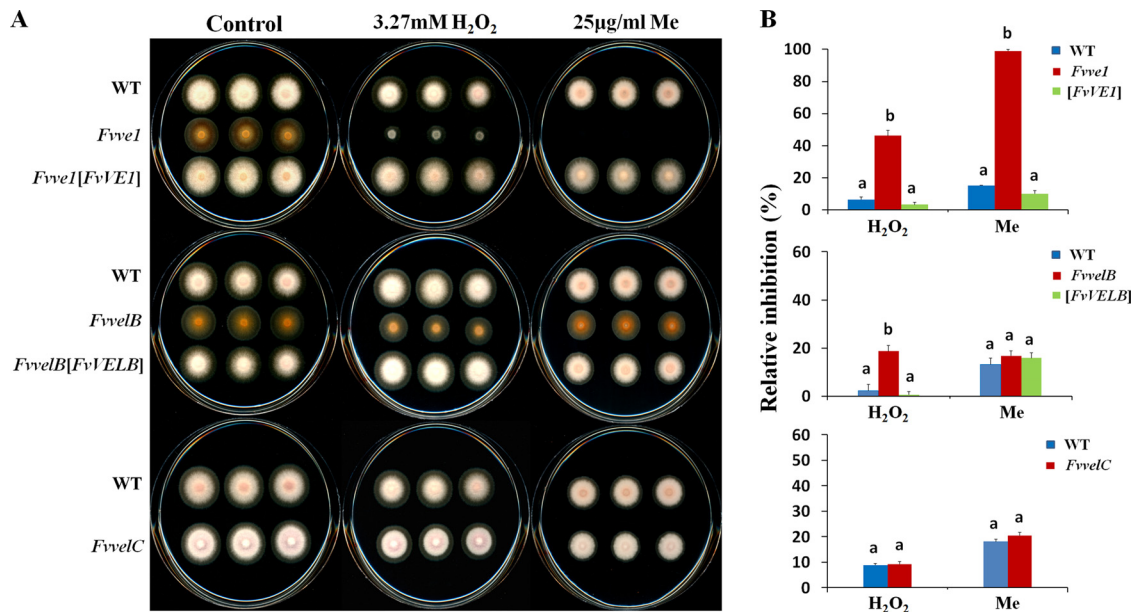 A
Control
3.27mM H₂O₂
25μg/ml Me
WT
Fvve1
Fvve1[FvVE1]
WT
FvvelB
FvvelB[FvVELB]
WT
FvvelC
B
Relative inhibition (%)
100
80
60
40
20
0
a
b
a
a
b
a
H₂O₂
Me
WT
Fvve1
[FvVE1]
60
40
20
0
a
b
a
a
a
a
H₂O₂
Me
WT
FvvelB
[FvVELB]
60
50
40
30
20
10
0
a
a
a
a
H₂O₂
Me
WT
FvvelC